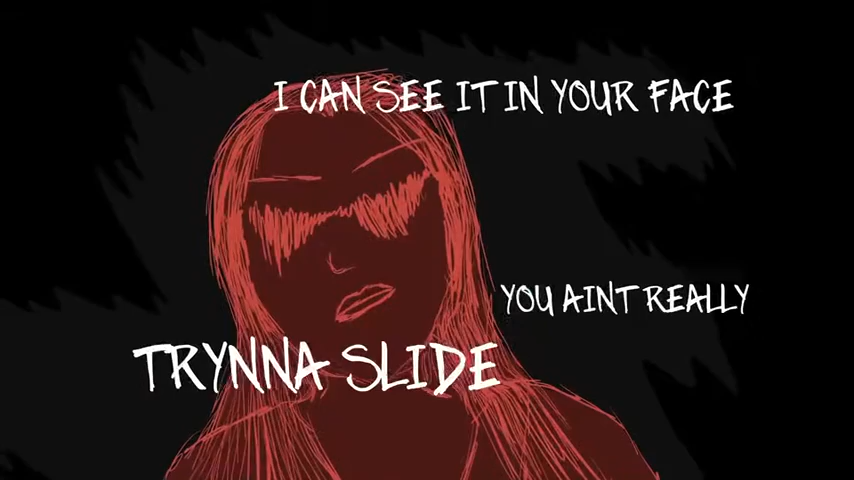 I CAN SEE IT IN YOUR FACE
YOU AINT REALLY
TRYNNA SLIDE